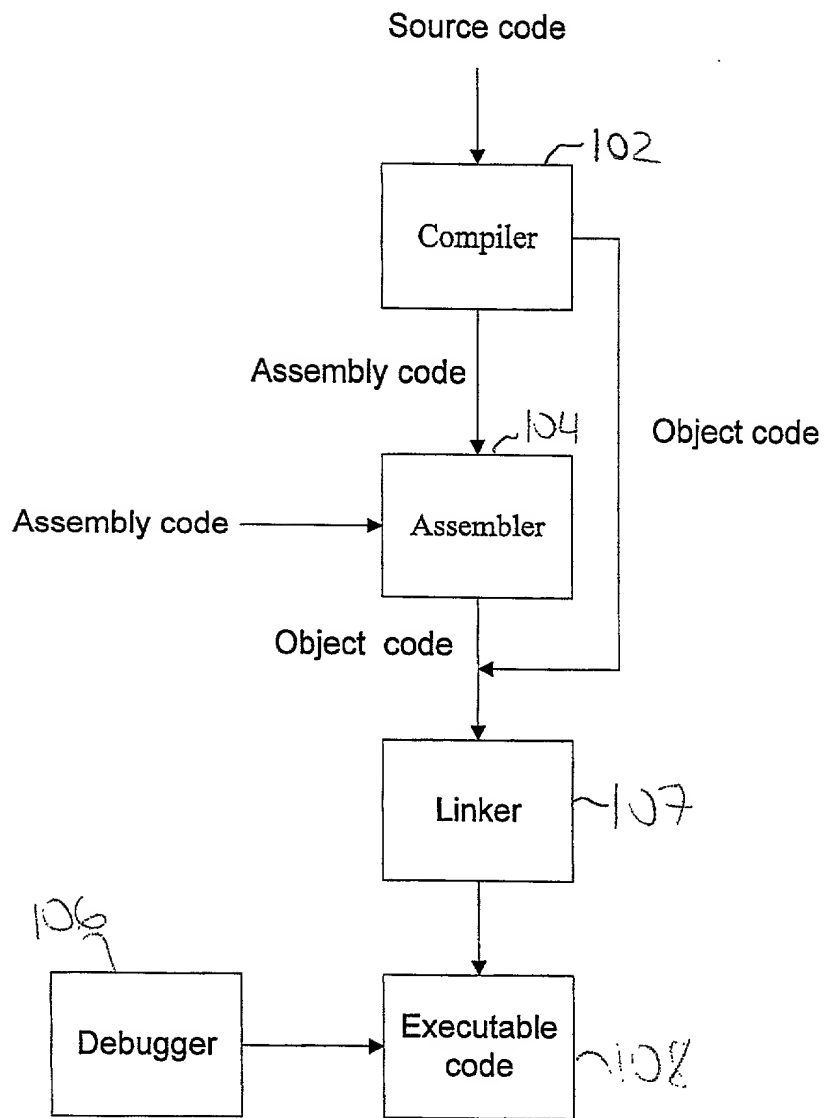 Source code
102
Compiler
Assembly code
104
Object code
Assembly code
Assembler
Object code
Linker
107
106
Debugger
Executable
code
108